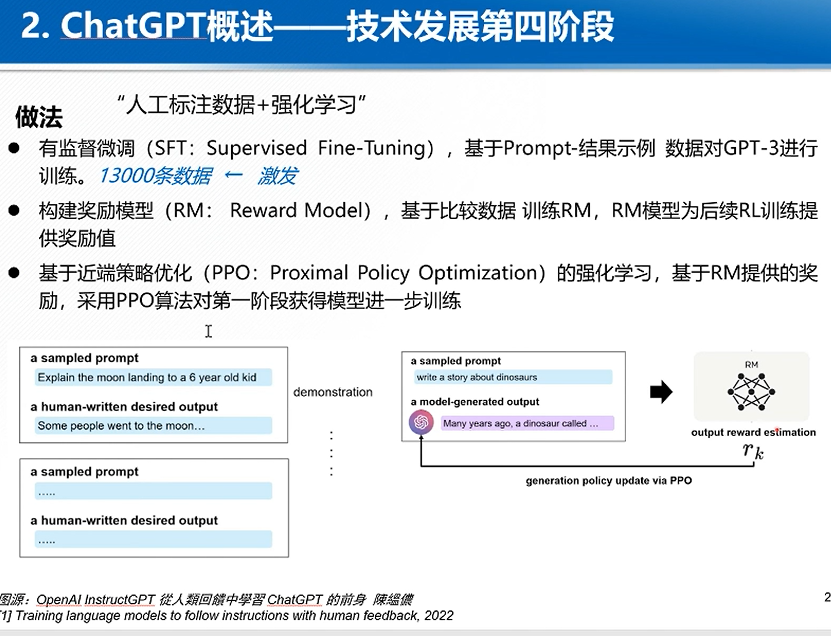 2. ChatGPT概述——技术发展第四阶段
做法
“人工标注数据+强化学习”
● 有监督微调（SFT：Supervised Fine-Tuning），基于Prompt-结果示例 数据对GPT-3进行
训练。13000条数据 ← 激发
● 构建奖励模型（RM： Reward Model），基于比较数据 训练RM，RM模型为后续RL训练提
供奖励值
● 基于近端策略优化（PPO：Proximal Policy Optimization）的强化学习，基于RM提供的奖
励，采用PPO算法对第一阶段获得模型进一步训练
a sampled prompt
Explain the moon landing to a 6 year old kid
a human-written desired output
Some people went to the moon…
a sampled prompt
…..
a human-written desired output
…..
demonstration
a sampled prompt
write a story about dinosaurs
a model-generated output
Many years ago, a dinosaur called …
RM
output reward estimation
rₖ
generation policy update via PPO
图源：OpenAI InstructGPT 從人類回饋中學習 ChatGPT 的前身 陳縕儂
1] Training language models to follow instructions with human feedback, 2022
2